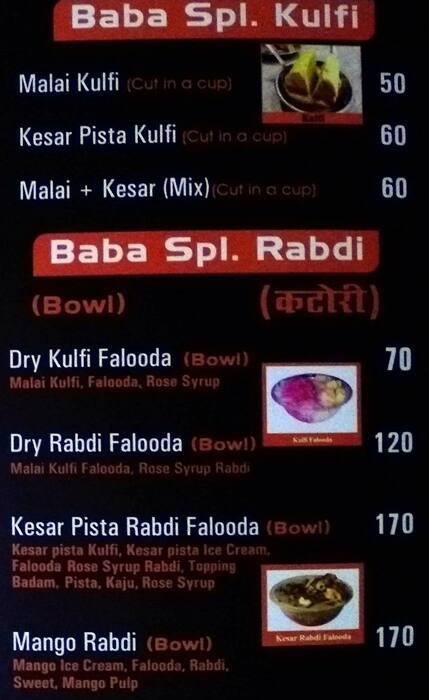 Baba Spl. Kulfi
Malai Kulfi (Cut in a cup) 50
Kulfi
Kesar Pista Kulfi (Cut in a cup) 60
Malai + Kesar (Mix) (Cut in a cup) 60
Baba Spl. Rabdi
(Bowl) (कटोरी)
Dry Kulfi Falooda (Bowl) 70
Malai Kulfi, Falooda, Rose Syrup
Kulfi Falooda
Dry Rabdi Falooda (Bowl) 120
Malai Kulfi Falooda, Rose Syrup Rabdi
Kesar Pista Rabdi Falooda (Bowl) 170
Kesar pista Kulfi, Kesar pista Ice Cream,
Falooda Rose Syrup Rabdi, Topping
Badam, Pista, Kaju, Rose Syrup
Kesar Rabdi Falooda
Mango Rabdi (Bowl) 170
Mango Ice Cream, Falooda, Rabdi,
Sweet, Mango Pulp